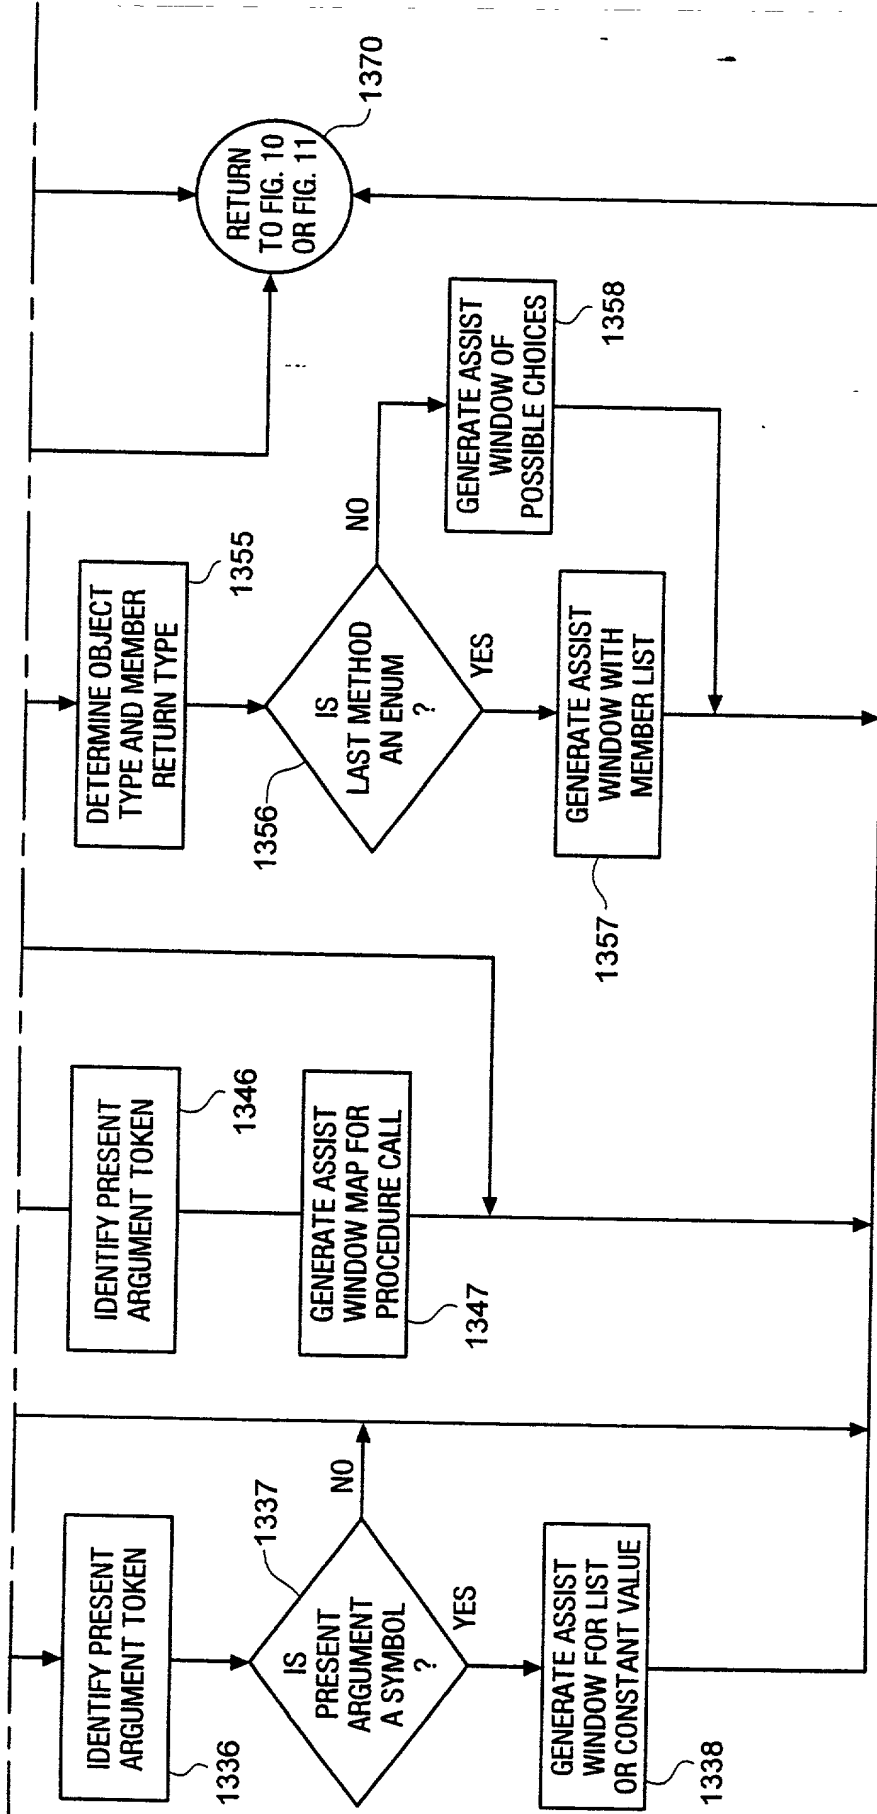 IDENTIFY PRESENT
ARGUMENT TOKEN
1336
IS
PRESENT
ARGUMENT
A SYMBOL
?
1337
NO
YES
GENERATE ASSIST
WINDOW FOR LIST
OR CONSTANT VALUE
1338
IDENTIFY PRESENT
ARGUMENT TOKEN
1346
GENERATE ASSIST
WINDOW MAP FOR
PROCEDURE CALL
1347
DETERMINE OBJECT
TYPE AND MEMBER
RETURN TYPE
1355
IS
LAST METHOD
AN ENUM
?
1356
NO
YES
GENERATE ASSIST
WINDOW WITH
MEMBER LIST
1357
GENERATE ASSIST
WINDOW OF
POSSIBLE CHOICES
1358
RETURN
TO FIG. 10
OR FIG. 11
1370